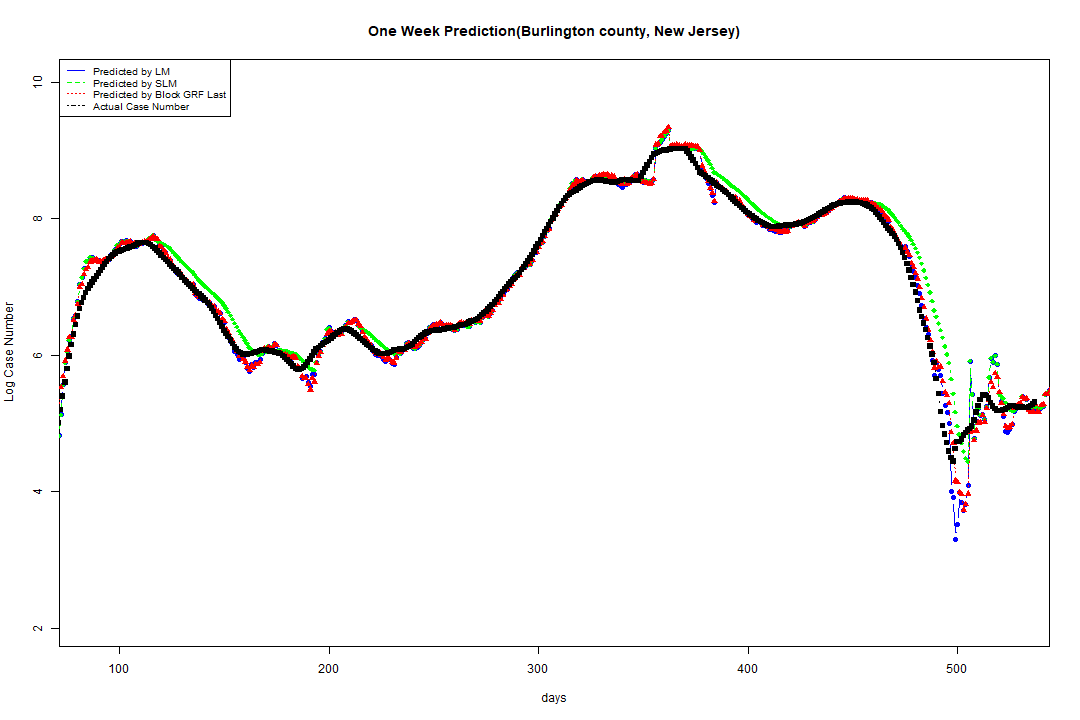 One Week Prediction(Burlington county, New Jersey)
Predicted by LM
Predicted by SLM
Predicted by Block GRF Last
Actual Case Number
10
8
6
4
2
Log Case Number
100 200 300 400 500
days